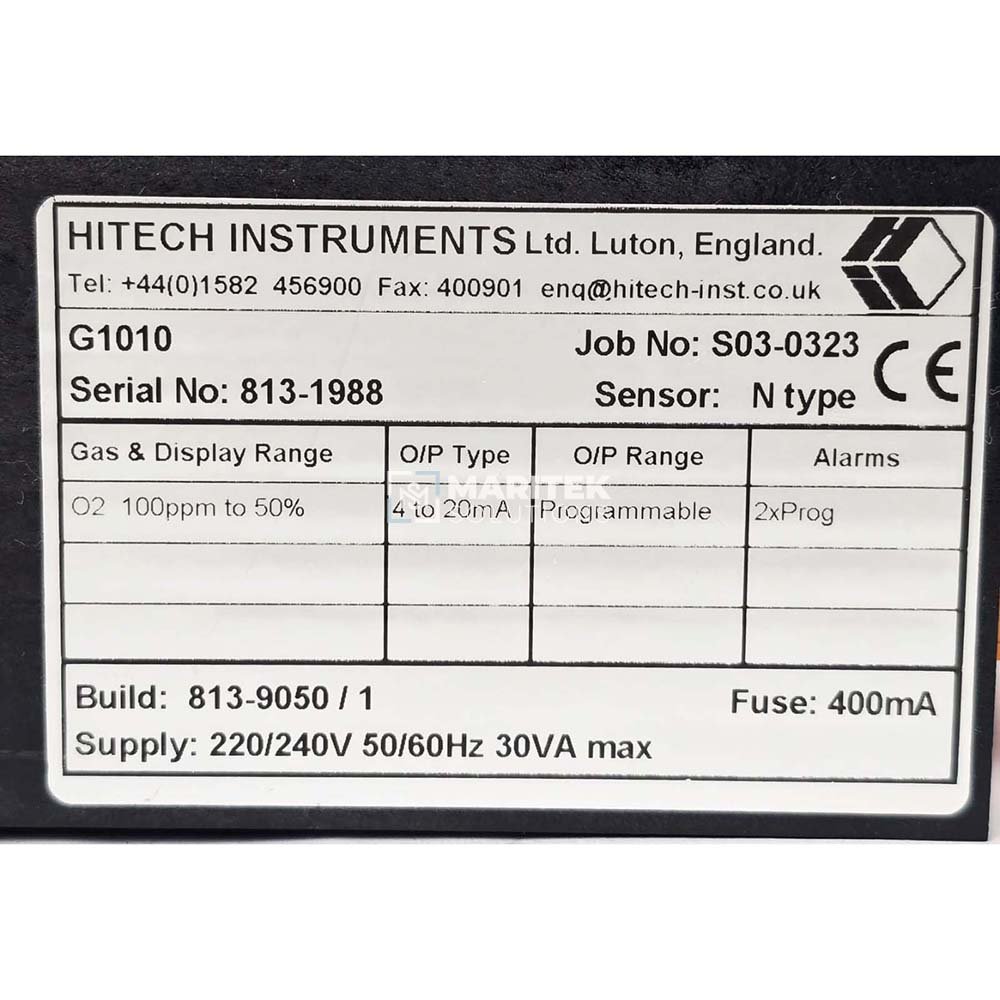 HITECH INSTRUMENTS Ltd. Luton, England.
Tel: +44(0)1582 456900 Fax: 400901 enq@hitech-inst.co.uk
G1010
Job No: S03-0323
CE
Serial No: 813-1988
Sensor: N type
Gas & Display Range O/P Type O/P Range Alarms
O2 100ppm to 50% 4 to 20mA Programmable 2xProg
MARITEK
SOLUTIONS
Build: 813-9050 / 1
Fuse: 400mA
Supply: 220/240V 50/60Hz 30VA max